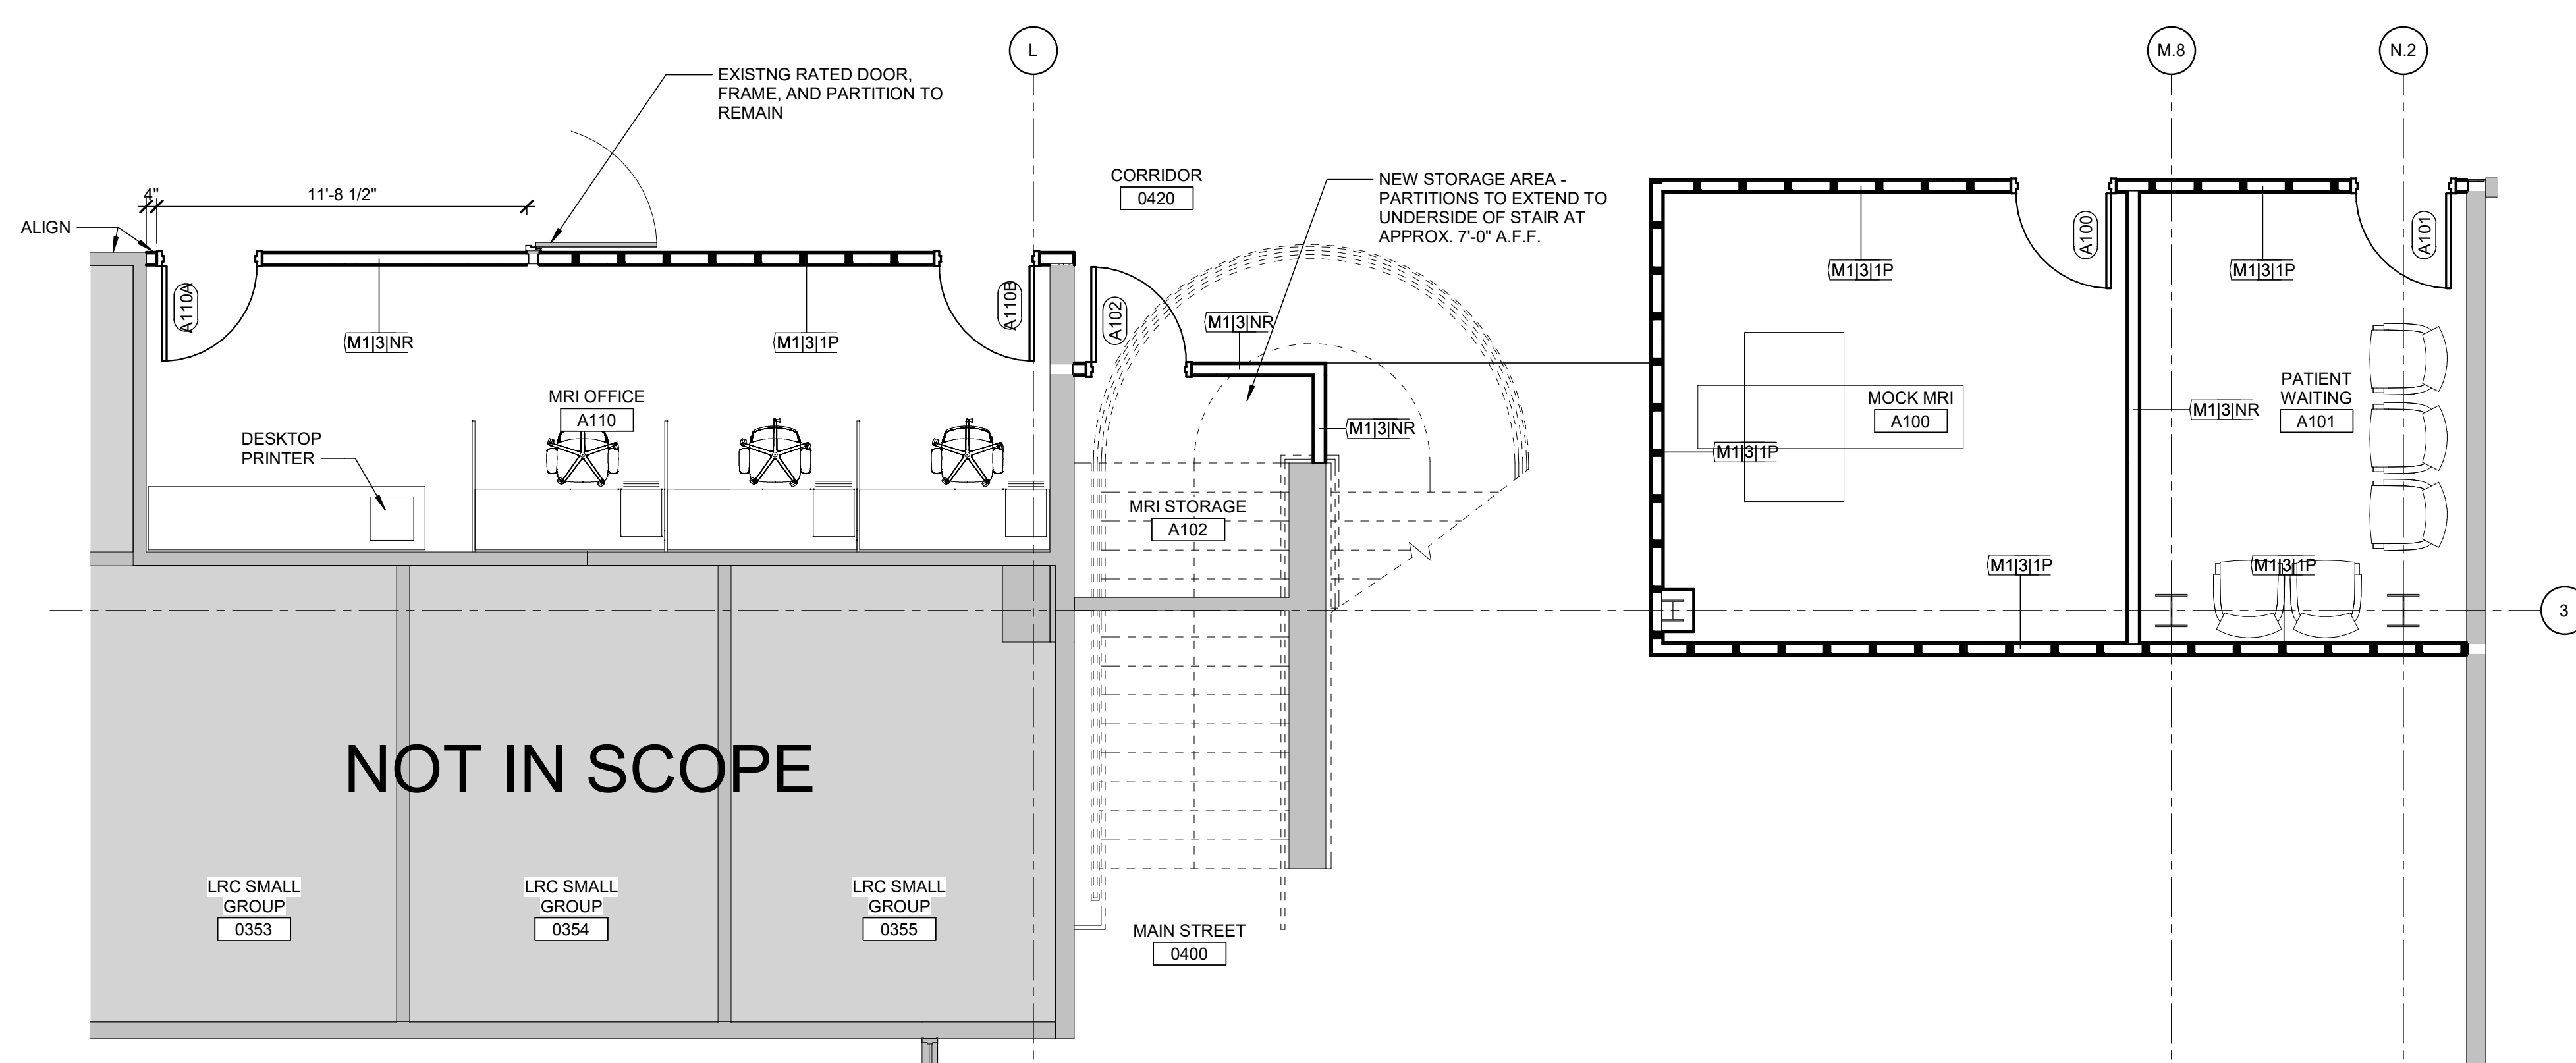 L
M.8
N.2
EXISTNG RATED DOOR,
FRAME, AND PARTITION TO
REMAIN
4"
11'-8 1/2"
ALIGN
CORRIDOR
0420
NEW STORAGE AREA -
PARTITIONS TO EXTEND TO
UNDERSIDE OF STAIR AT
APPROX. 7'-0" A.F.F.
A110A
M1|3|NR
M1|3|1P
A110B
A102
M1|3|NR
M1|3|NR
M1|3|1P
A100
M1|3|1P
A101
MRI OFFICE
A110
DESKTOP
PRINTER
MRI STORAGE
A102
MOCK MRI
A100
M1|3|1P
M1|3|1P
M1|3|NR
PATIENT
WAITING
A101
M1|3|1P
3
NOT IN SCOPE
LRC SMALL
GROUP
0353
LRC SMALL
GROUP
0354
LRC SMALL
GROUP
0355
MAIN STREET
0400